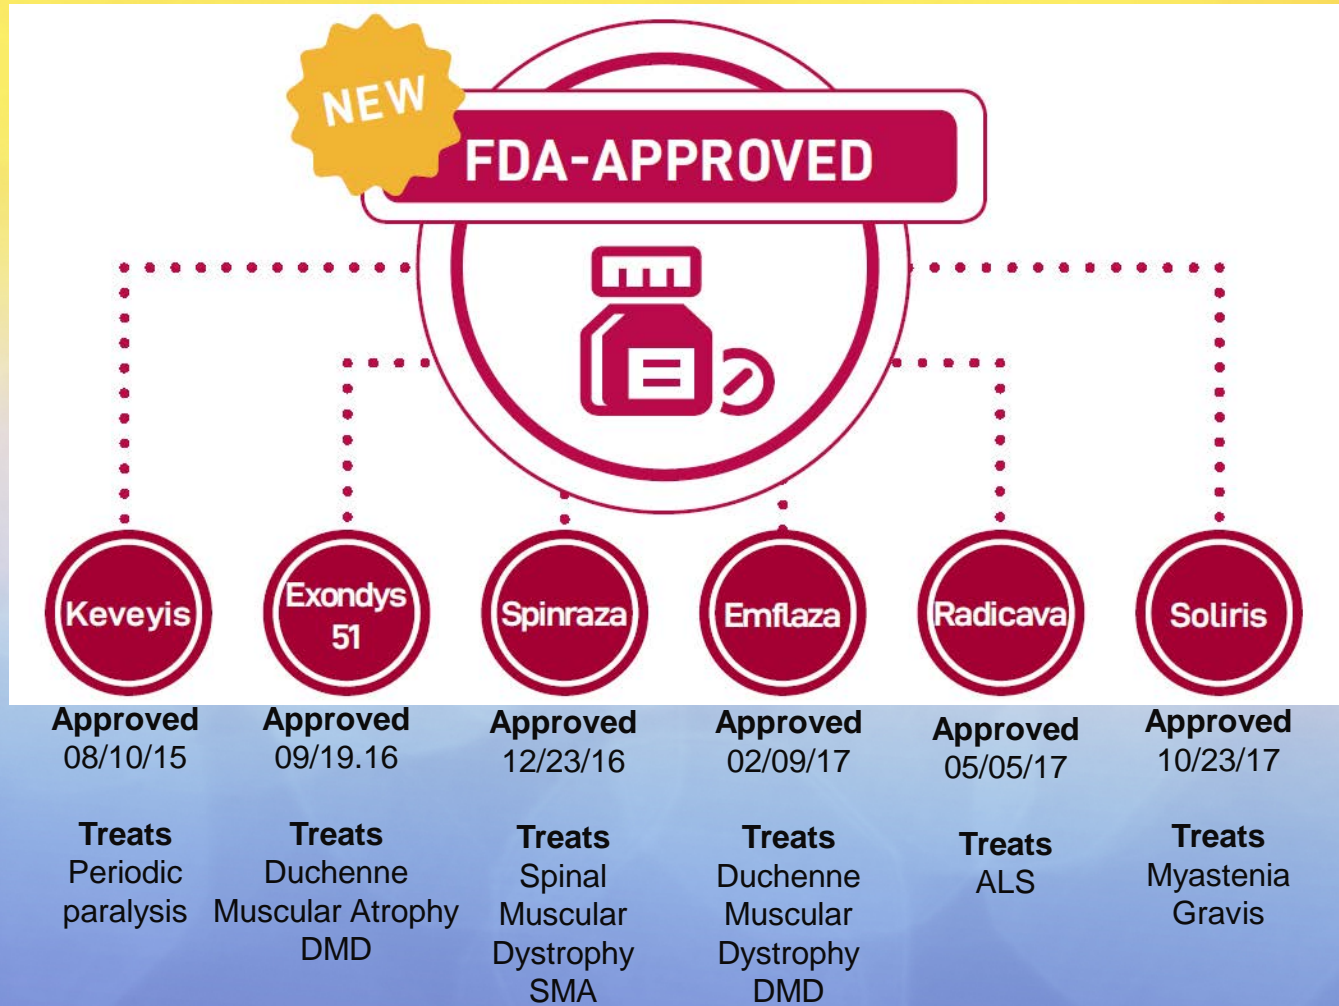 NEW
FDA-APPROVED
Keveyis
Exondys
51
Spinraza
Emflaza
Radicava
Soliris
Approved
08/10/15
Treats
Periodic
paralysis
Approved
09/19.16
Treats
Duchenne
Muscular Atrophy
DMD
Approved
12/23/16
Treats
Spinal
Muscular
Dystrophy
SMA
Approved
02/09/17
Treats
Duchenne
Muscular
Dystrophy
DMD
Approved
05/05/17
Treats
ALS
Approved
10/23/17
Treats
Myastenia
Gravis